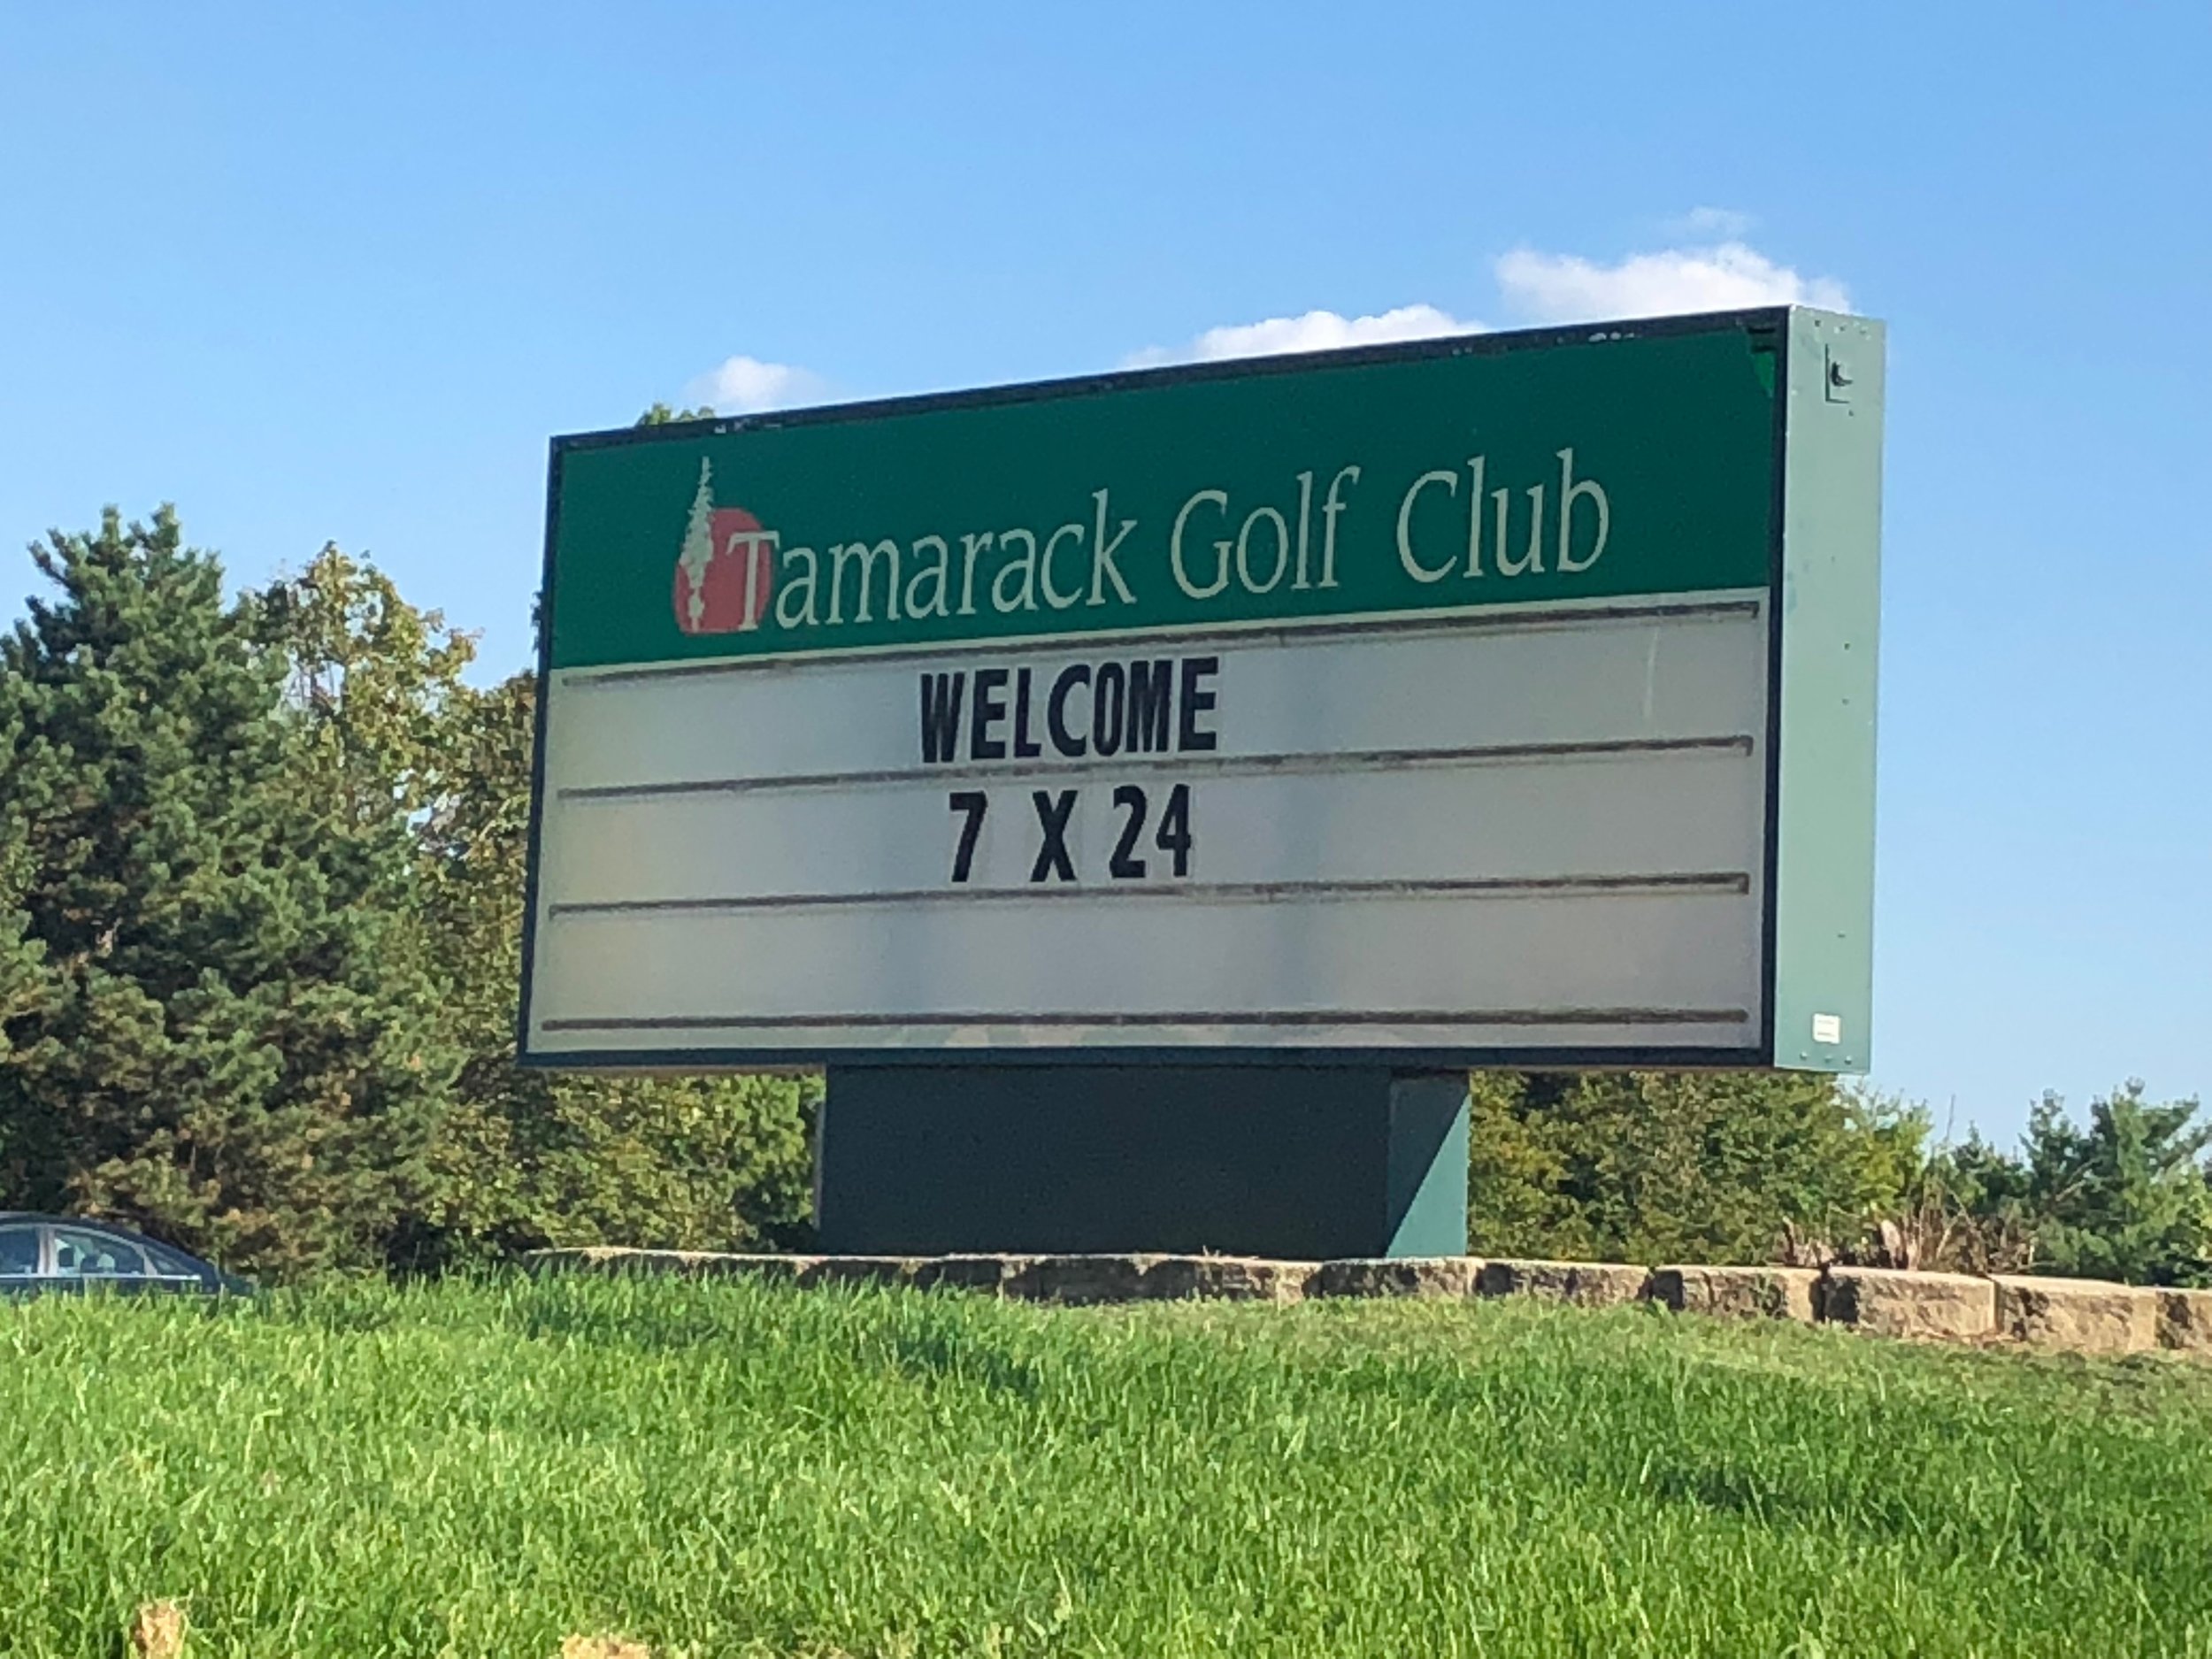 Tamarack Golf Club
WELCOME
7 X 24